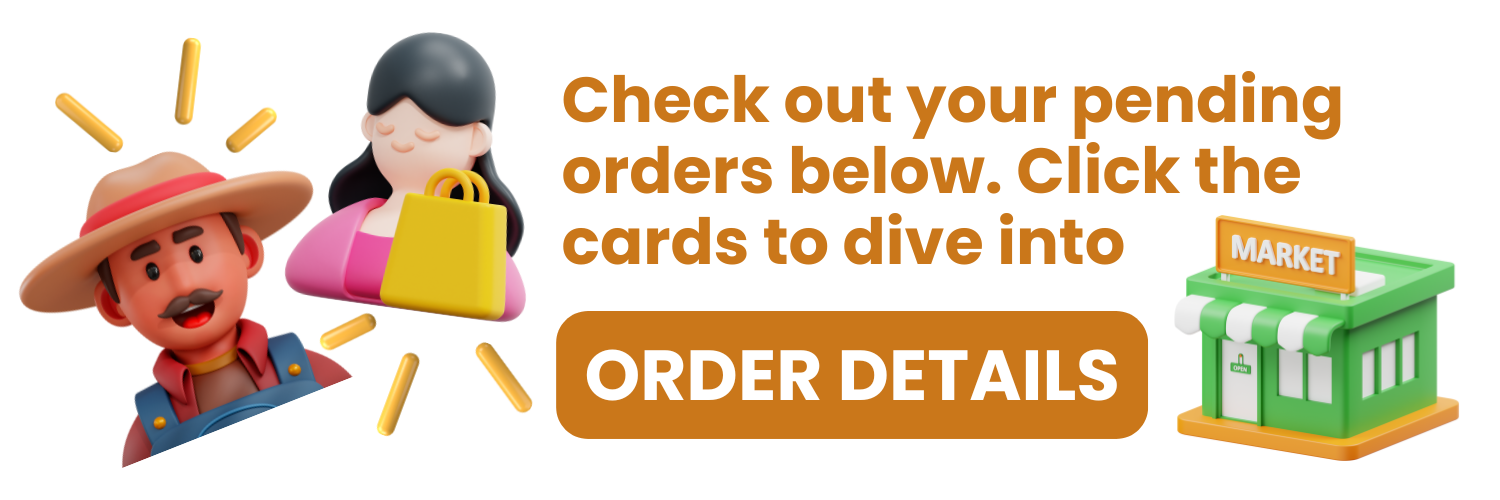 Check out your pending
orders below. Click the
cards to dive into
MARKET
ORDER DETAILS
OPEN